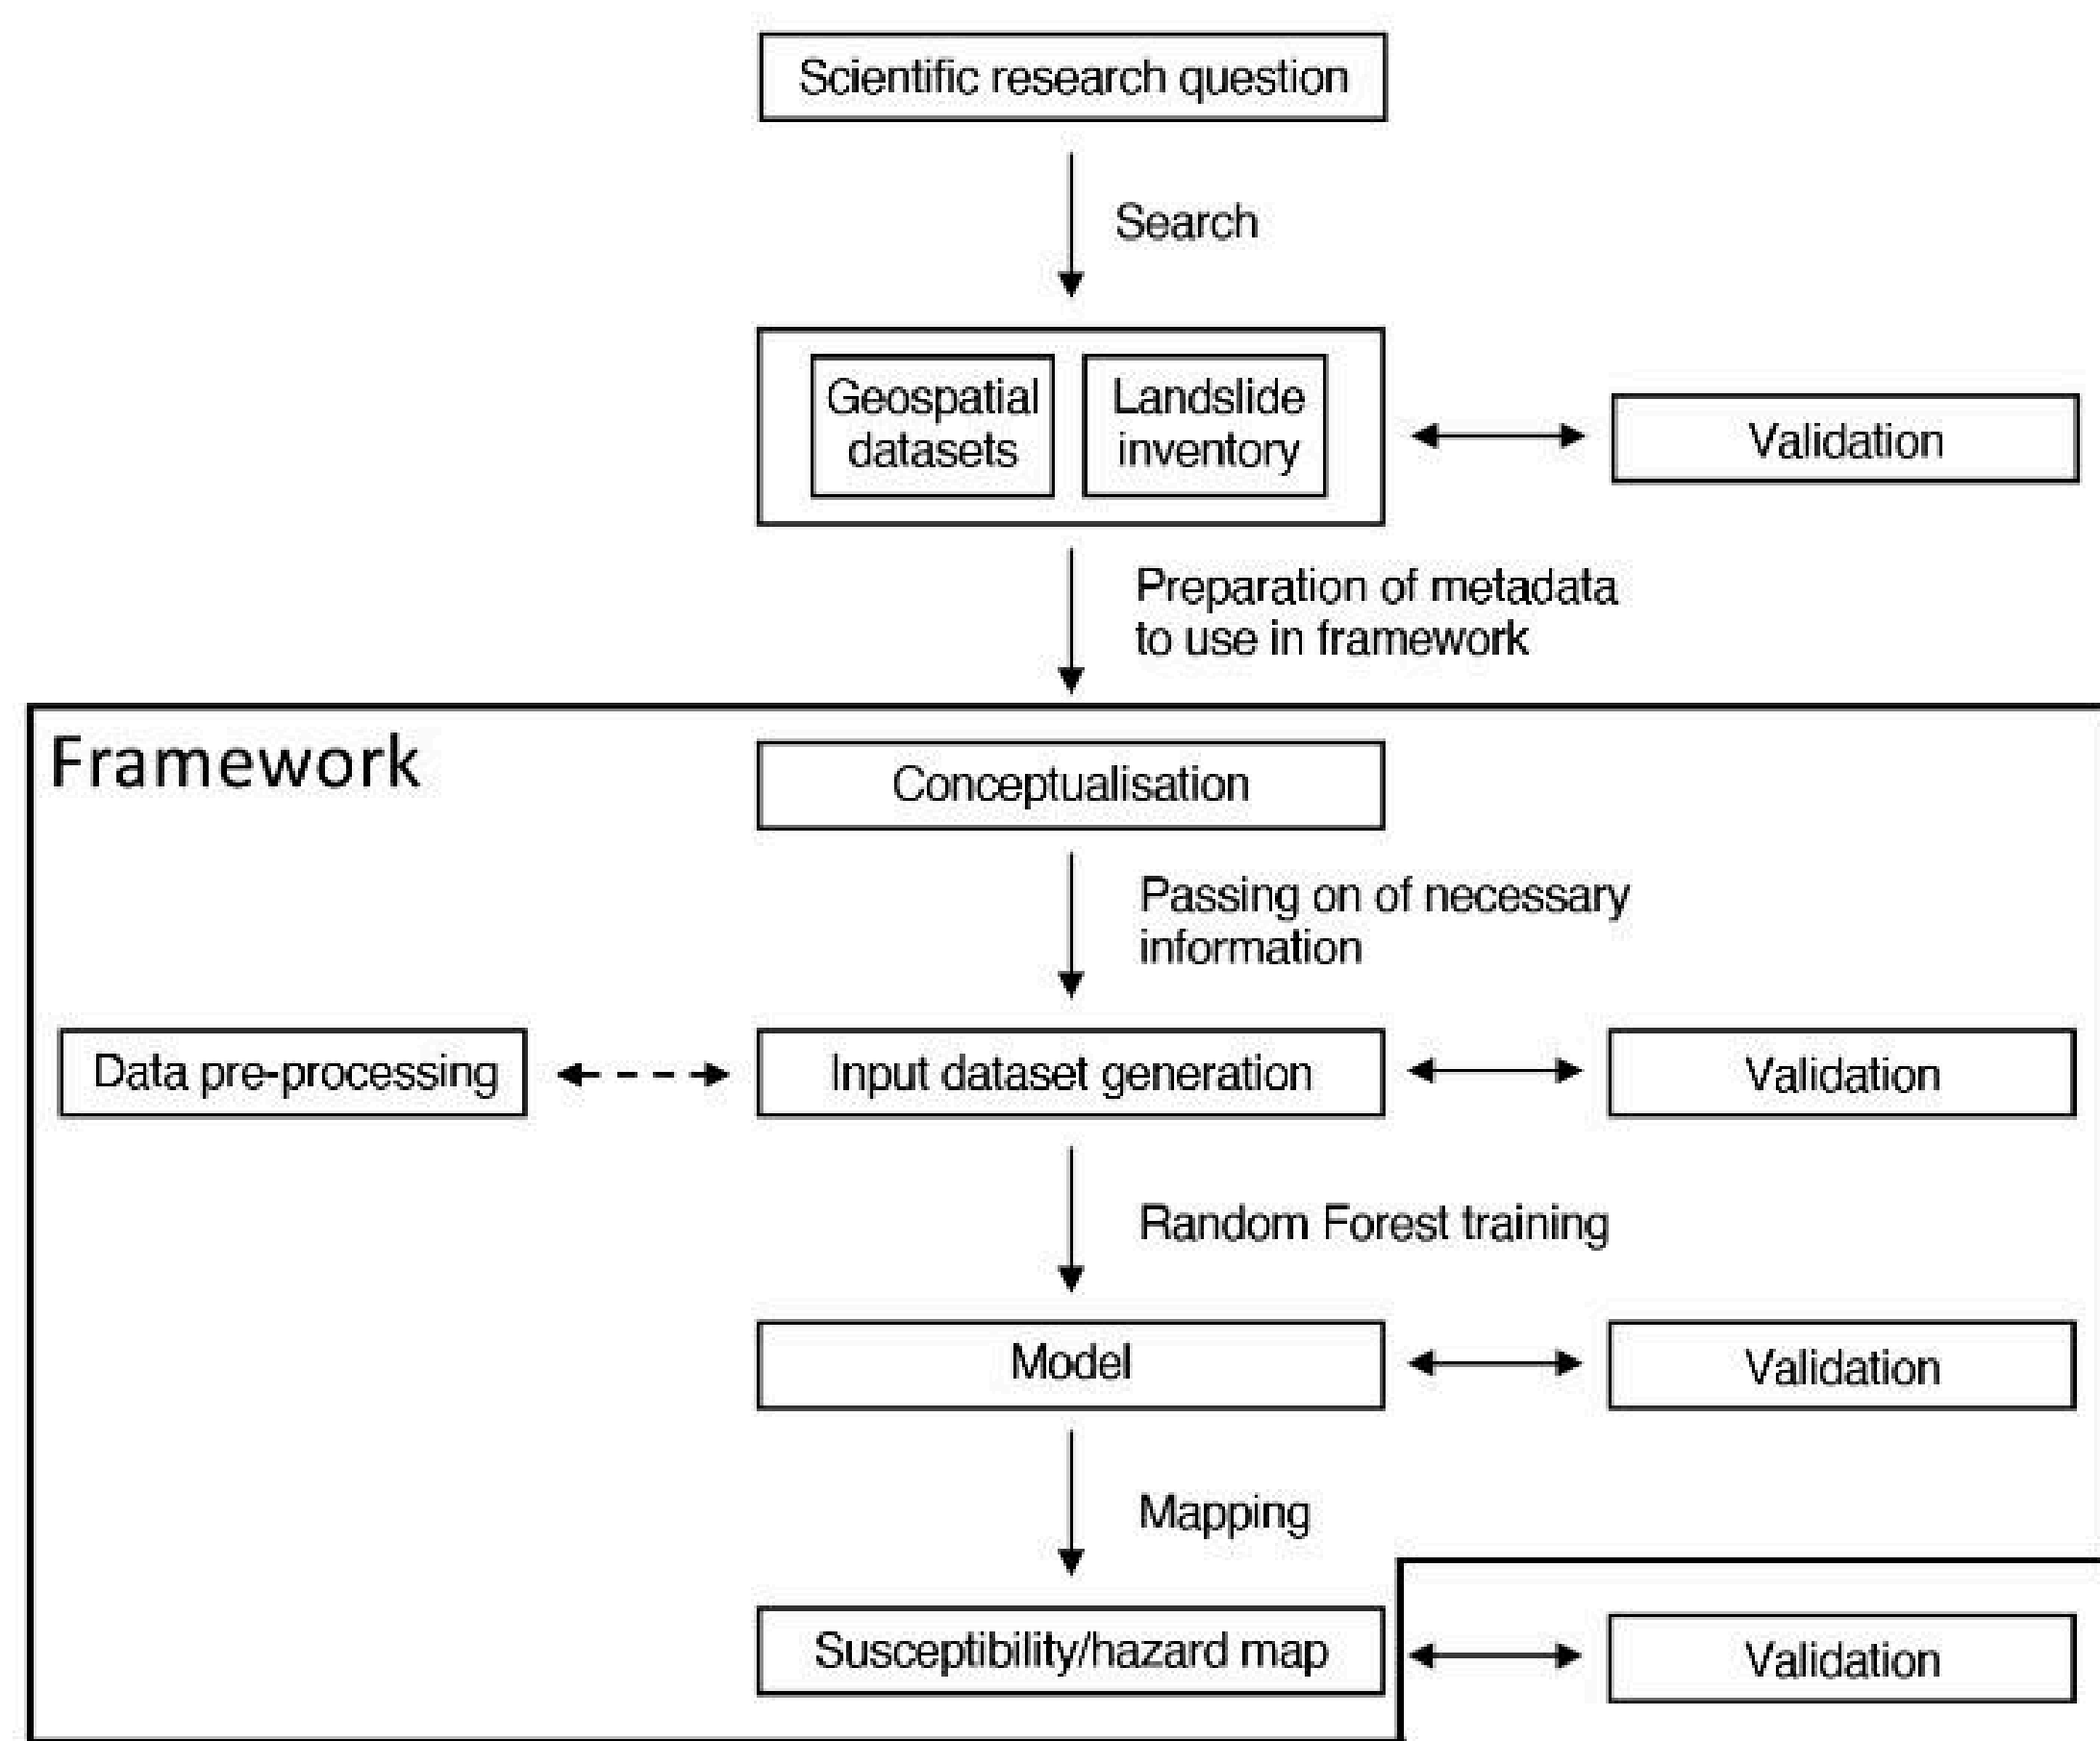 Scientific research question
Search
Geospatial
datasets
Landslide
inventory
Validation
Preparation of metadata
to use in framework
Framework
Conceptualisation
Passing on of necessary
information
Data pre-processing
Input dataset generation
Validation
Random Forest training
Model
Validation
Mapping
Susceptibility/hazard map
Validation